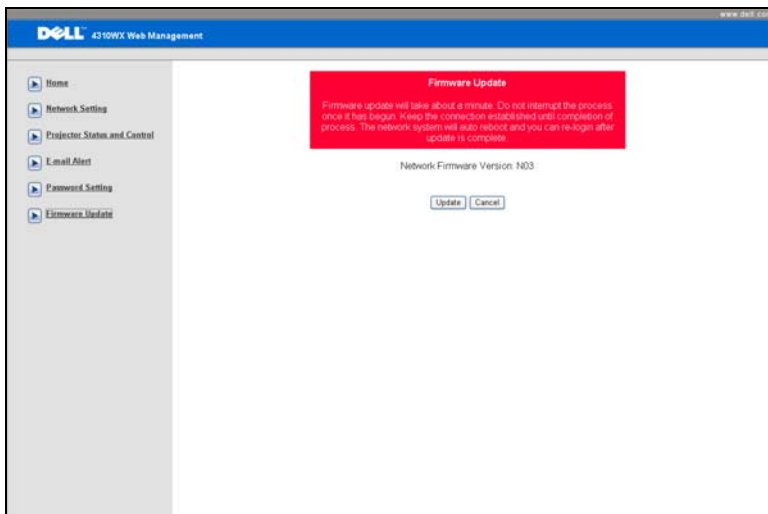 www.dell.com
DELL 4310WX Web Management
Home
Network Setting
Projector Status and Control
E-mail Alert
Password Setting
Firmware Update
Firmware Update
Firmware update will take about a minute. Do not interrupt the process
once it has begun. Keep the connection established until completion of
process. The network system will auto reboot and you can re-login after
update is complete.
Network Firmware Version: N03
Update Cancel